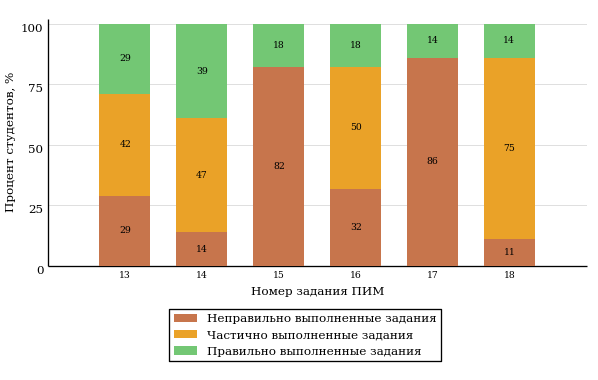 Процент студентов, %
100
75
50
25
0
29 39 18 18 14 14
42 47 82 50 86 75
29 14 32 11
13 14 15 16 17 18
Номер задания ПИМ
Неправильно выполненные задания
Частично выполненные задания
Правильно выполненные задания